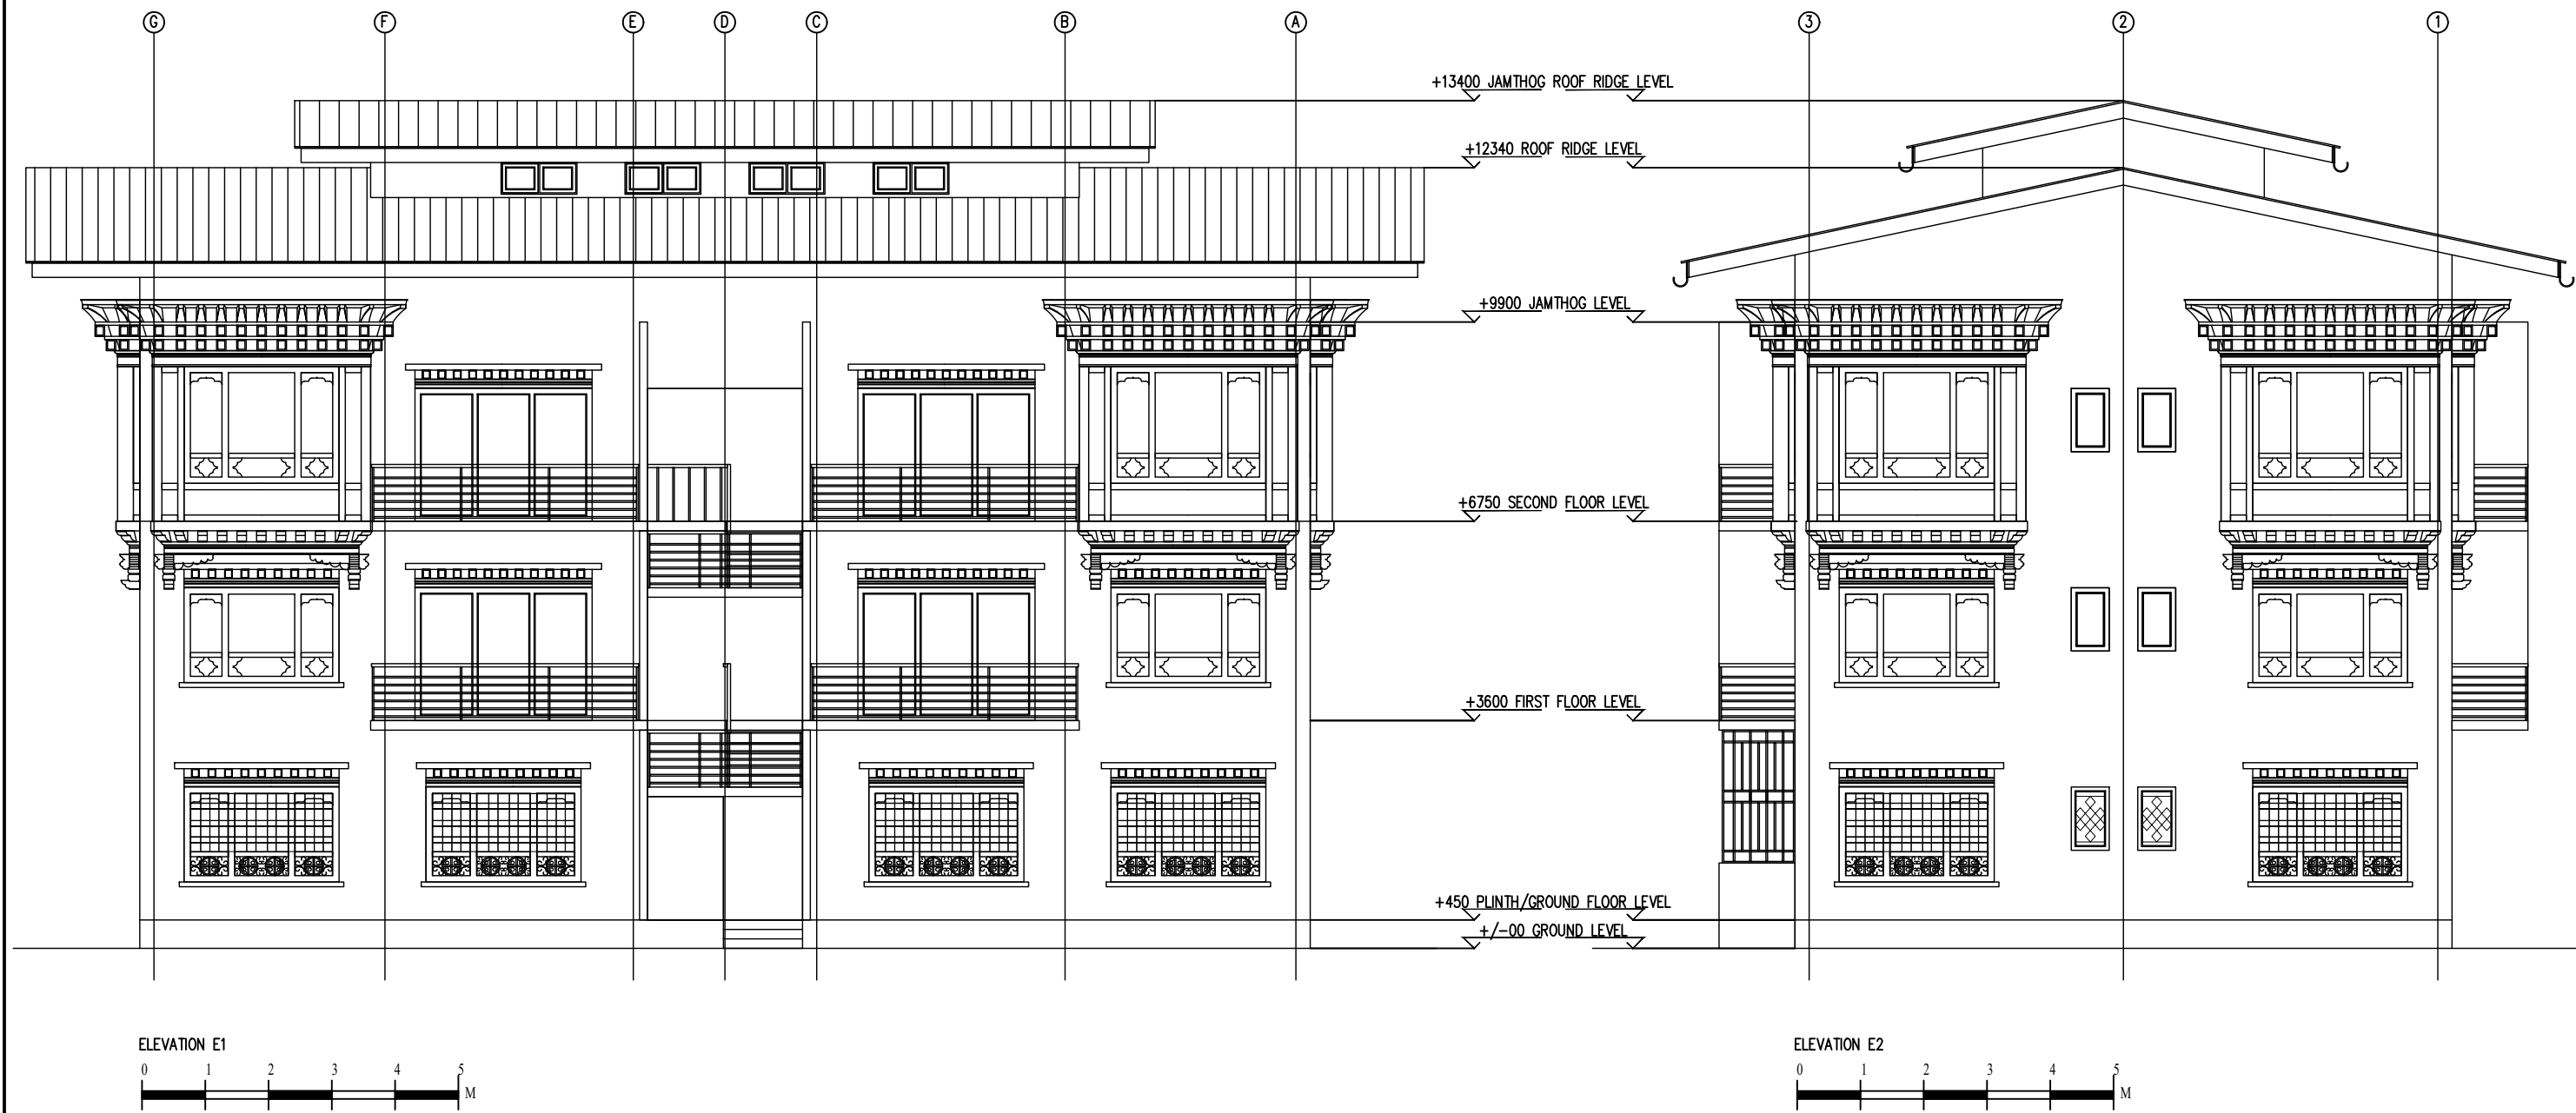 G F E D C B A 3 2 1
+13400 JAMTHOG ROOF RIDGE LEVEL
+12340 ROOF RIDGE LEVEL
+9900 JAMTHOG LEVEL
+6750 SECOND FLOOR LEVEL
+3600 FIRST FLOOR LEVEL
+450 PLINTH/GROUND FLOOR LEVEL
+/-00 GROUND LEVEL
ELEVATION E1
0 1 2 3 4 5
M
ELEVATION E2
0 1 2 3 4 5
M